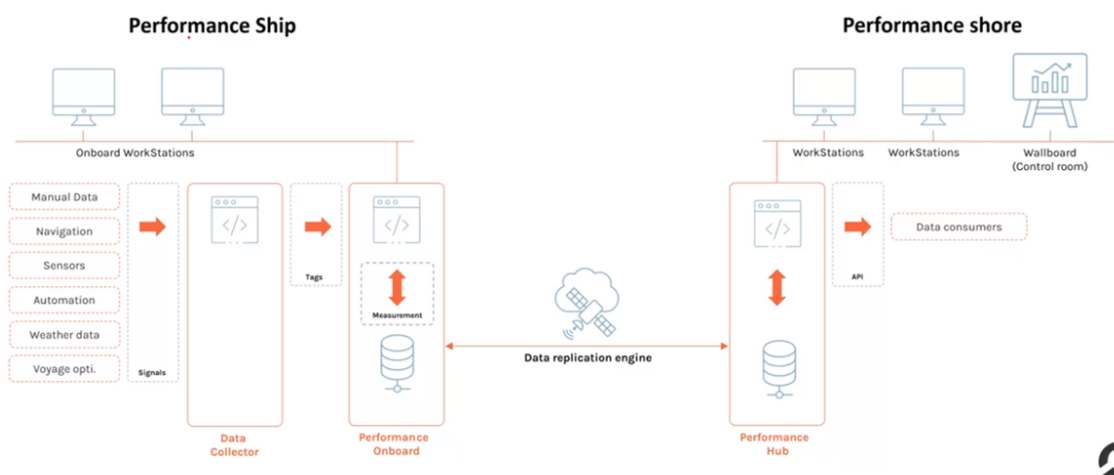 Performance Ship
Performance shore
Onboard WorkStations
WorkStations
WorkStations
Wallboard
(Control room)
Manual Data
Navigation
Sensors
Automation
Weather data
Voyage opti.
Signals
</>
Data
Collector
Tags
</>
Measurement
Performance
Onboard
Data replication engine
</>
Performance
Hub
API
Data consumers